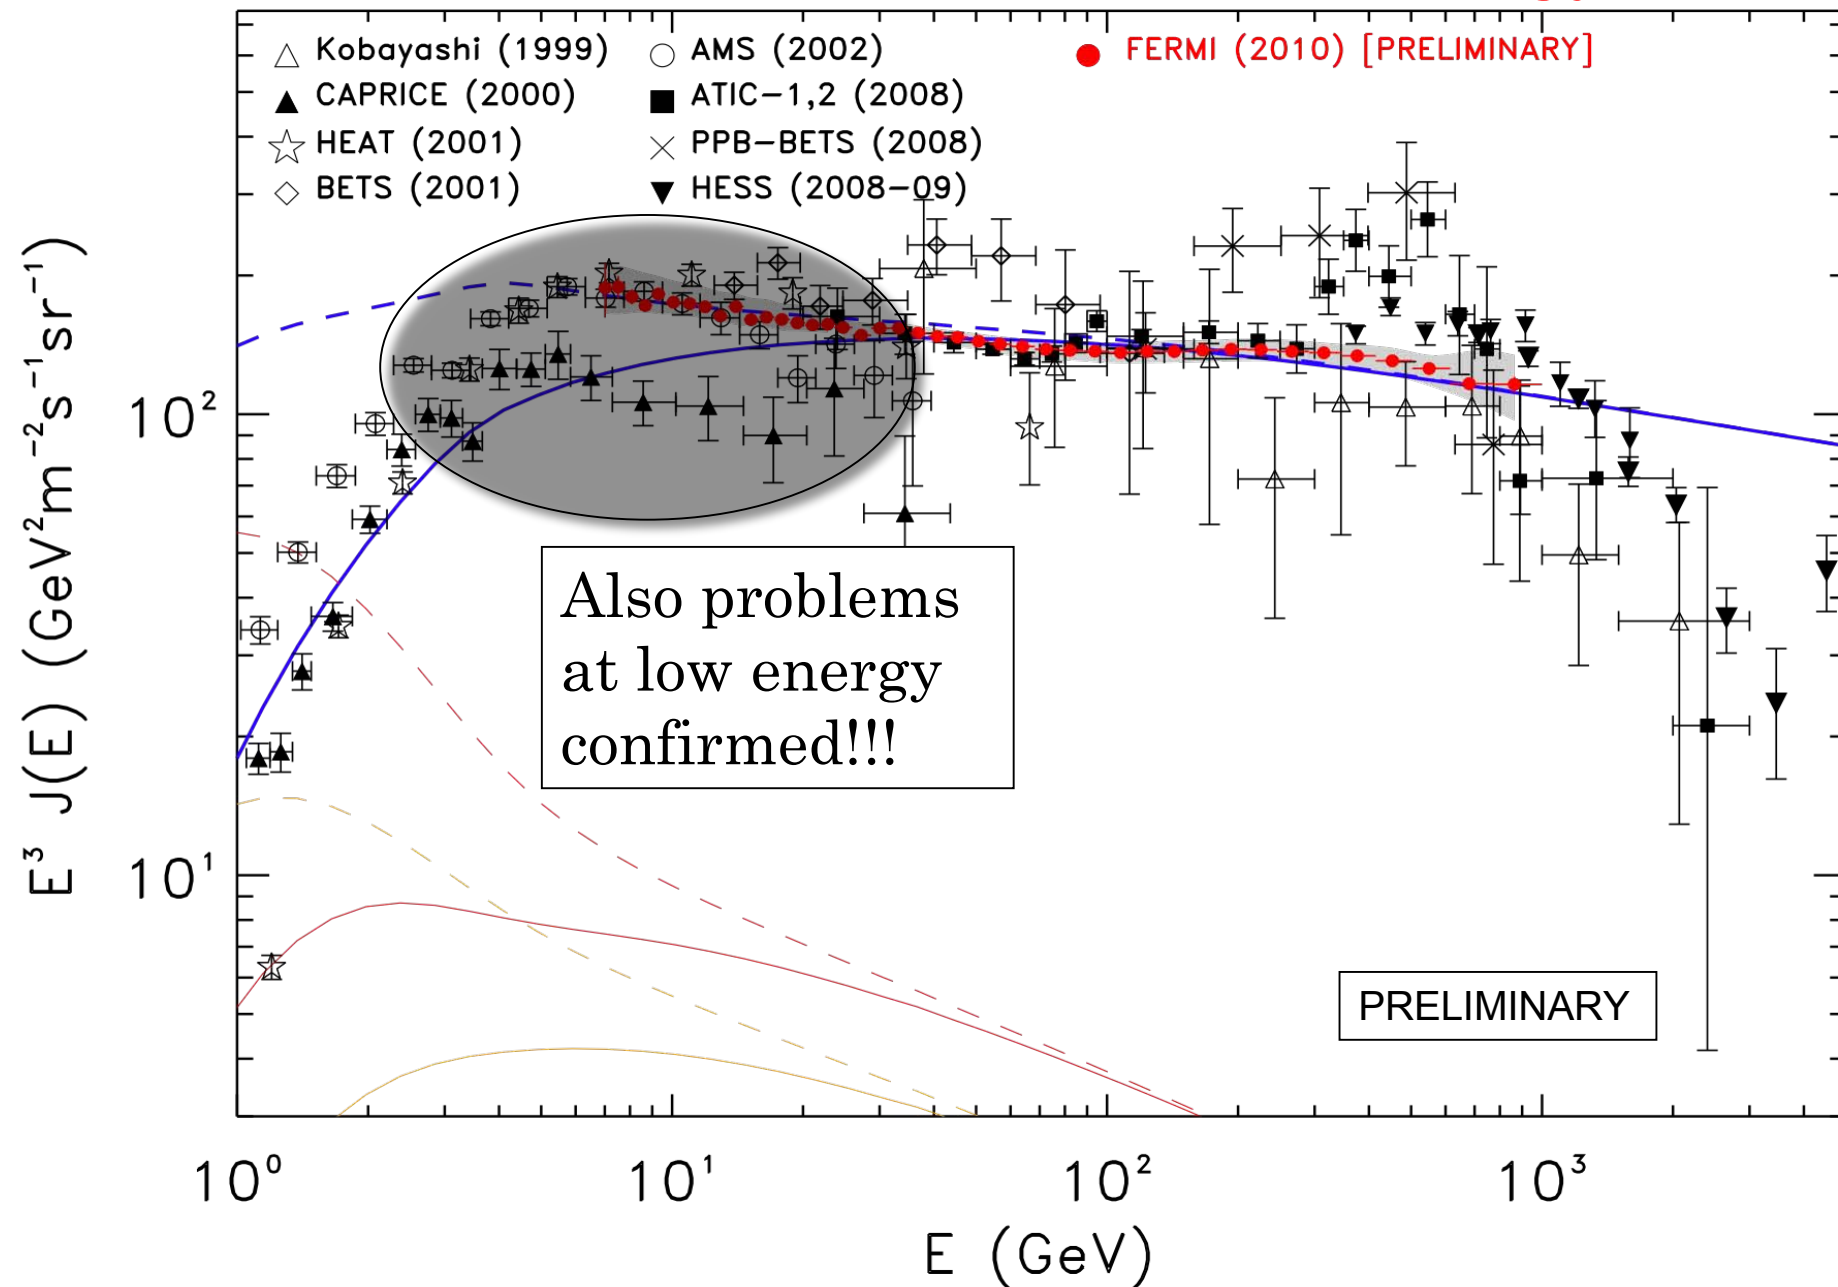 Kobayashi (1999)
CAPRICE (2000)
HEAT (2001)
BETS (2001)
AMS (2002)
ATIC-1,2 (2008)
PPB-BETS (2008)
HESS (2008-09)
FERMI (2010) [PRELIMINARY]
E³ J(E) (GeV²m⁻²s⁻¹sr⁻¹)
10²
10¹
Also problems
at low energy
confirmed!!!
PRELIMINARY
10⁰ 10¹ 10² 10³
E (GeV)